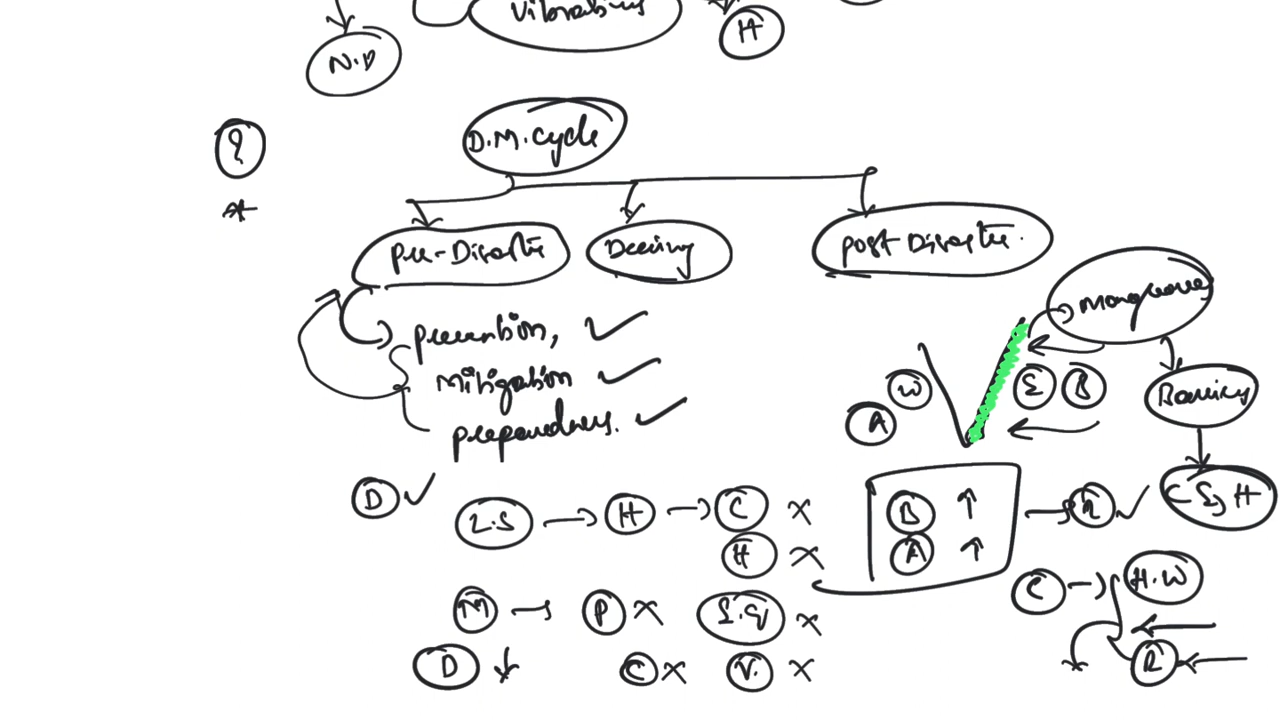 Vibrations
N.D
H
Q
D.M. cycle
*
Pre-Disaster
During
post Disaster.
Mangroves
prevention,
Mitigation
preparedness.
W
A
S
B
Barriers
D
L.S
H
C
H
B
A
R
M
P
D
C
V.
C
H.W
R